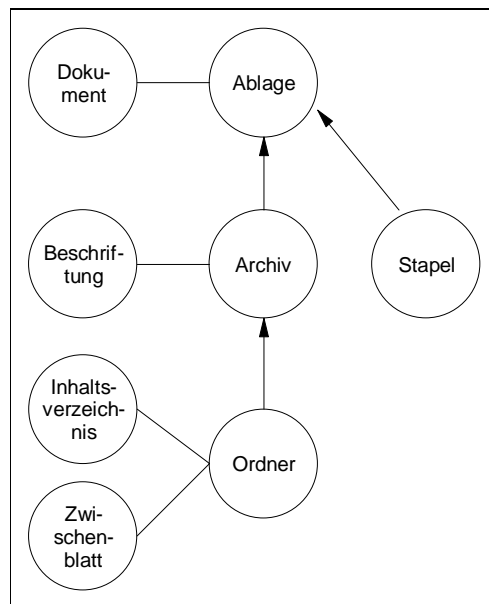 Doku-
ment
Ablage
Beschrif-
tung
Archiv
Stapel
Inhalts-
verzeich-
nis
Ordner
Zwi-
schen-
blatt